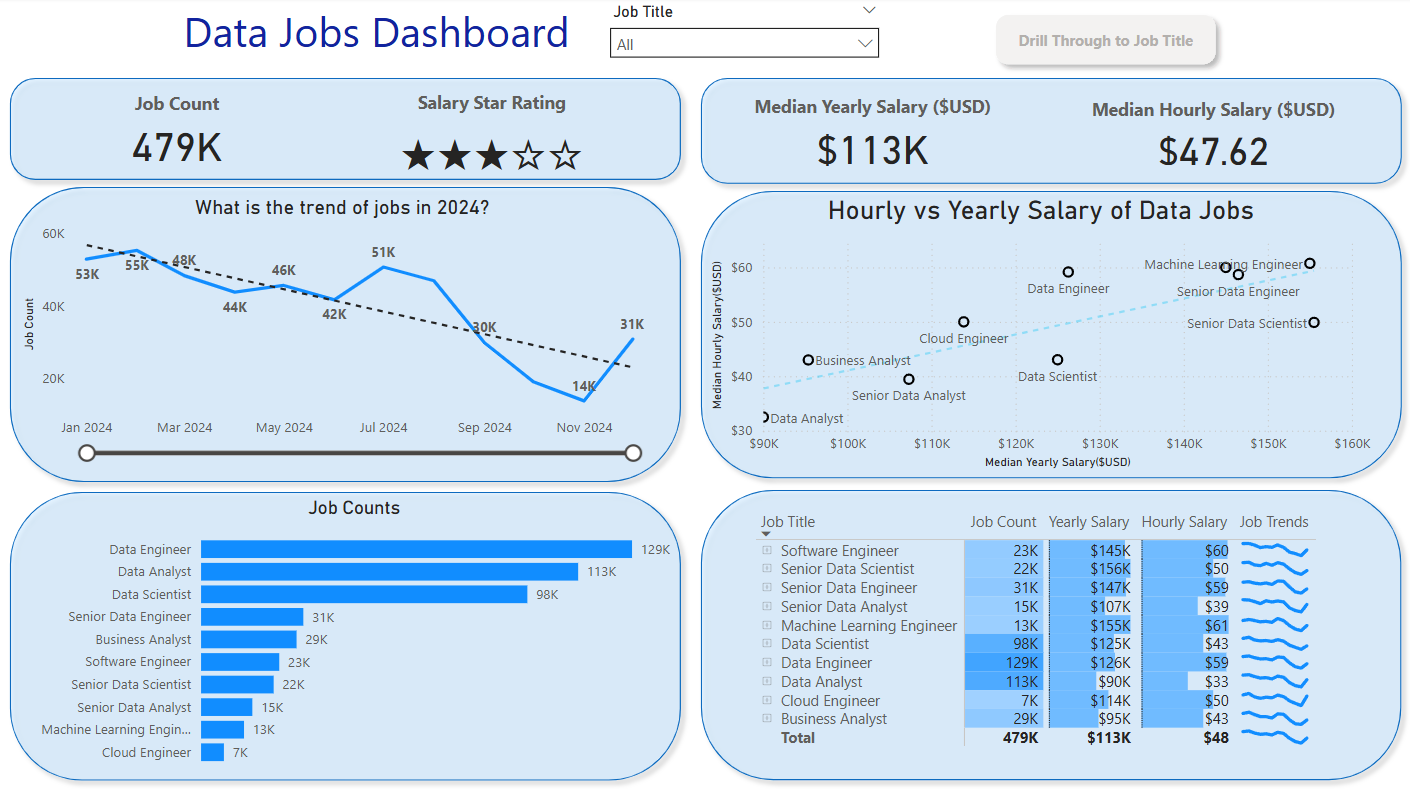 Data Jobs Dashboard
Job Title
All
Drill Through to Job Title
Job Count
479K
Salary Star Rating
★★★☆☆
Median Yearly Salary ($USD)
$113K
Median Hourly Salary ($USD)
$47.62
What is the trend of jobs in 2024?
Job Count
60K
40K
20K
53K
55K
48K
44K
46K
42K
51K
30K
14K
31K
Jan 2024
Mar 2024
May 2024
Jul 2024
Sep 2024
Nov 2024
Hourly vs Yearly Salary of Data Jobs
Median Hourly Salary($USD)
$60
$50
$40
$30
Machine Learning Engineer
Data Engineer
Senior Data Engineer
Senior Data Scientist
Cloud Engineer
Business Analyst
Data Scientist
Senior Data Analyst
Data Analyst
$90K
$100K
$110K
$120K
$130K
$140K
$150K
$160K
Median Yearly Salary($USD)
Job Counts
Data Engineer 129K
Data Analyst 113K
Data Scientist 98K
Senior Data Engineer 31K
Business Analyst 29K
Software Engineer 23K
Senior Data Scientist 22K
Senior Data Analyst 15K
Machine Learning Engin... 13K
Cloud Engineer 7K
Job Title Job Count Yearly Salary Hourly Salary Job Trends
Software Engineer 23K $145K $60
Senior Data Scientist 22K $156K $50
Senior Data Engineer 31K $147K $59
Senior Data Analyst 15K $107K $39
Machine Learning Engineer 13K $155K $61
Data Scientist 98K $125K $43
Data Engineer 129K $126K $59
Data Analyst 113K $90K $33
Cloud Engineer 7K $114K $50
Business Analyst 29K $95K $43
Total 479K $113K $48